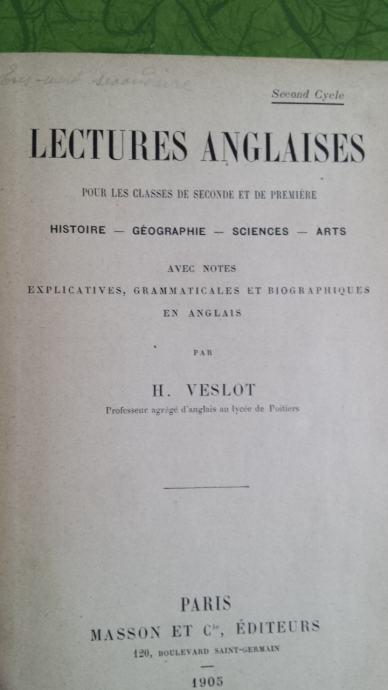 secondaire
Second Cycle
LECTURES ANGLAISES
POUR LES CLASSES DE SECONDE ET DE PREMIÈRE
HISTOIRE — GÉOGRAPHIE — SCIENCES — ARTS
AVEC NOTES
EXPLICATIVES, GRAMMATICALES ET BIOGRAPHIQUES
EN ANGLAIS
PAR
H. VESLOT
Professeur agrégé d'anglais au lycée de Poitiers
PARIS
MASSON ET Cie, ÉDITEURS
120, BOULEVARD SAINT-GERMAIN
1905